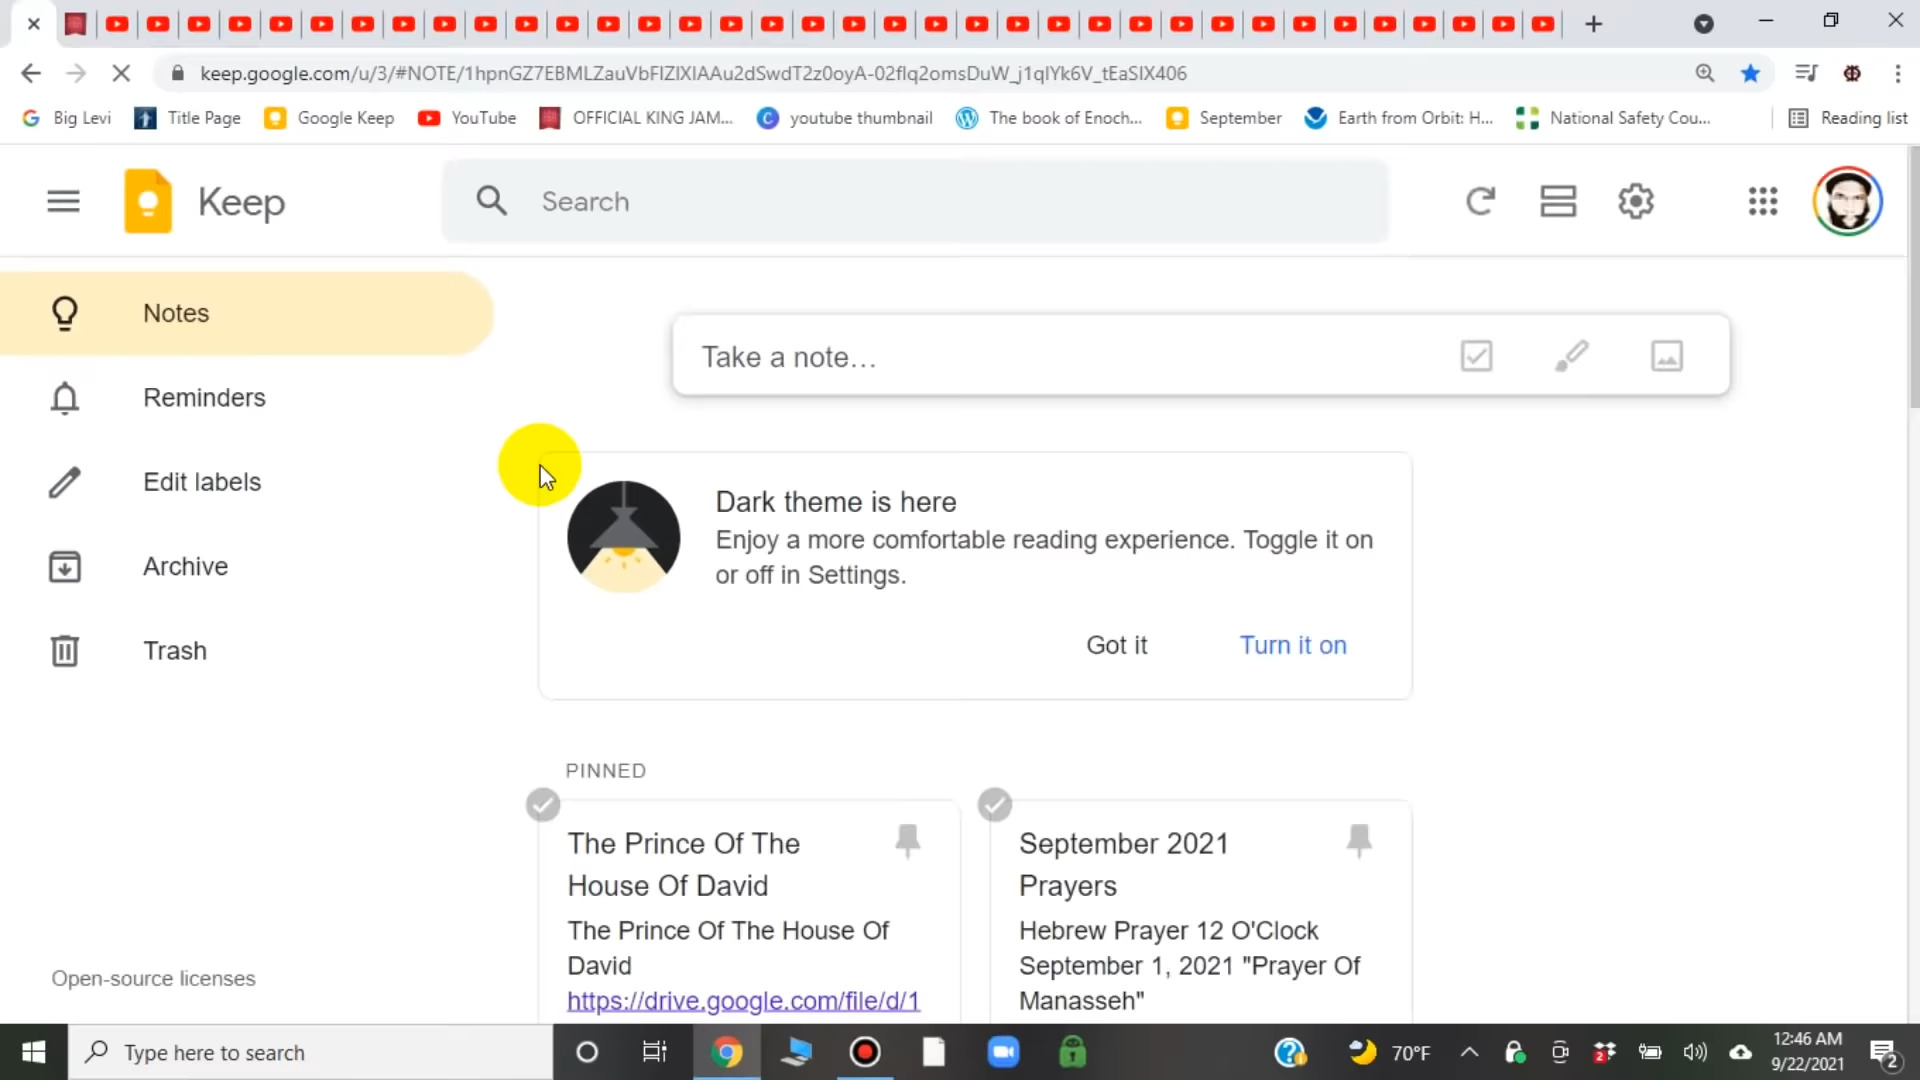 keep.google.com/u/3/#NOTE/1hpnGZ7EBMLZauVbFIZIXIAAu2dSwdT2z0oyA-02flq2omsDuW_j1qlYk6V_tEaSIX406
Big Levi Title Page Google Keep YouTube OFFICIAL KING JAM... youtube thumbnail The book of Enoch... September Earth from Orbit: H... National Safety Cou... Reading list
Keep Search
Notes
Take a note...
Reminders
Edit labels
Dark theme is here
Enjoy a more comfortable reading experience. Toggle it on
or off in Settings.
Archive
Got it Turn it on
Trash
PINNED
The Prince Of The
House Of David
The Prince Of The House Of
David
https://drive.google.com/file/d/1
September 2021
Prayers
Hebrew Prayer 12 O'Clock
September 1, 2021 "Prayer Of
Manasseh"
Open-source licenses
Type here to search
70°F
12:46 AM
9/22/2021
2
2